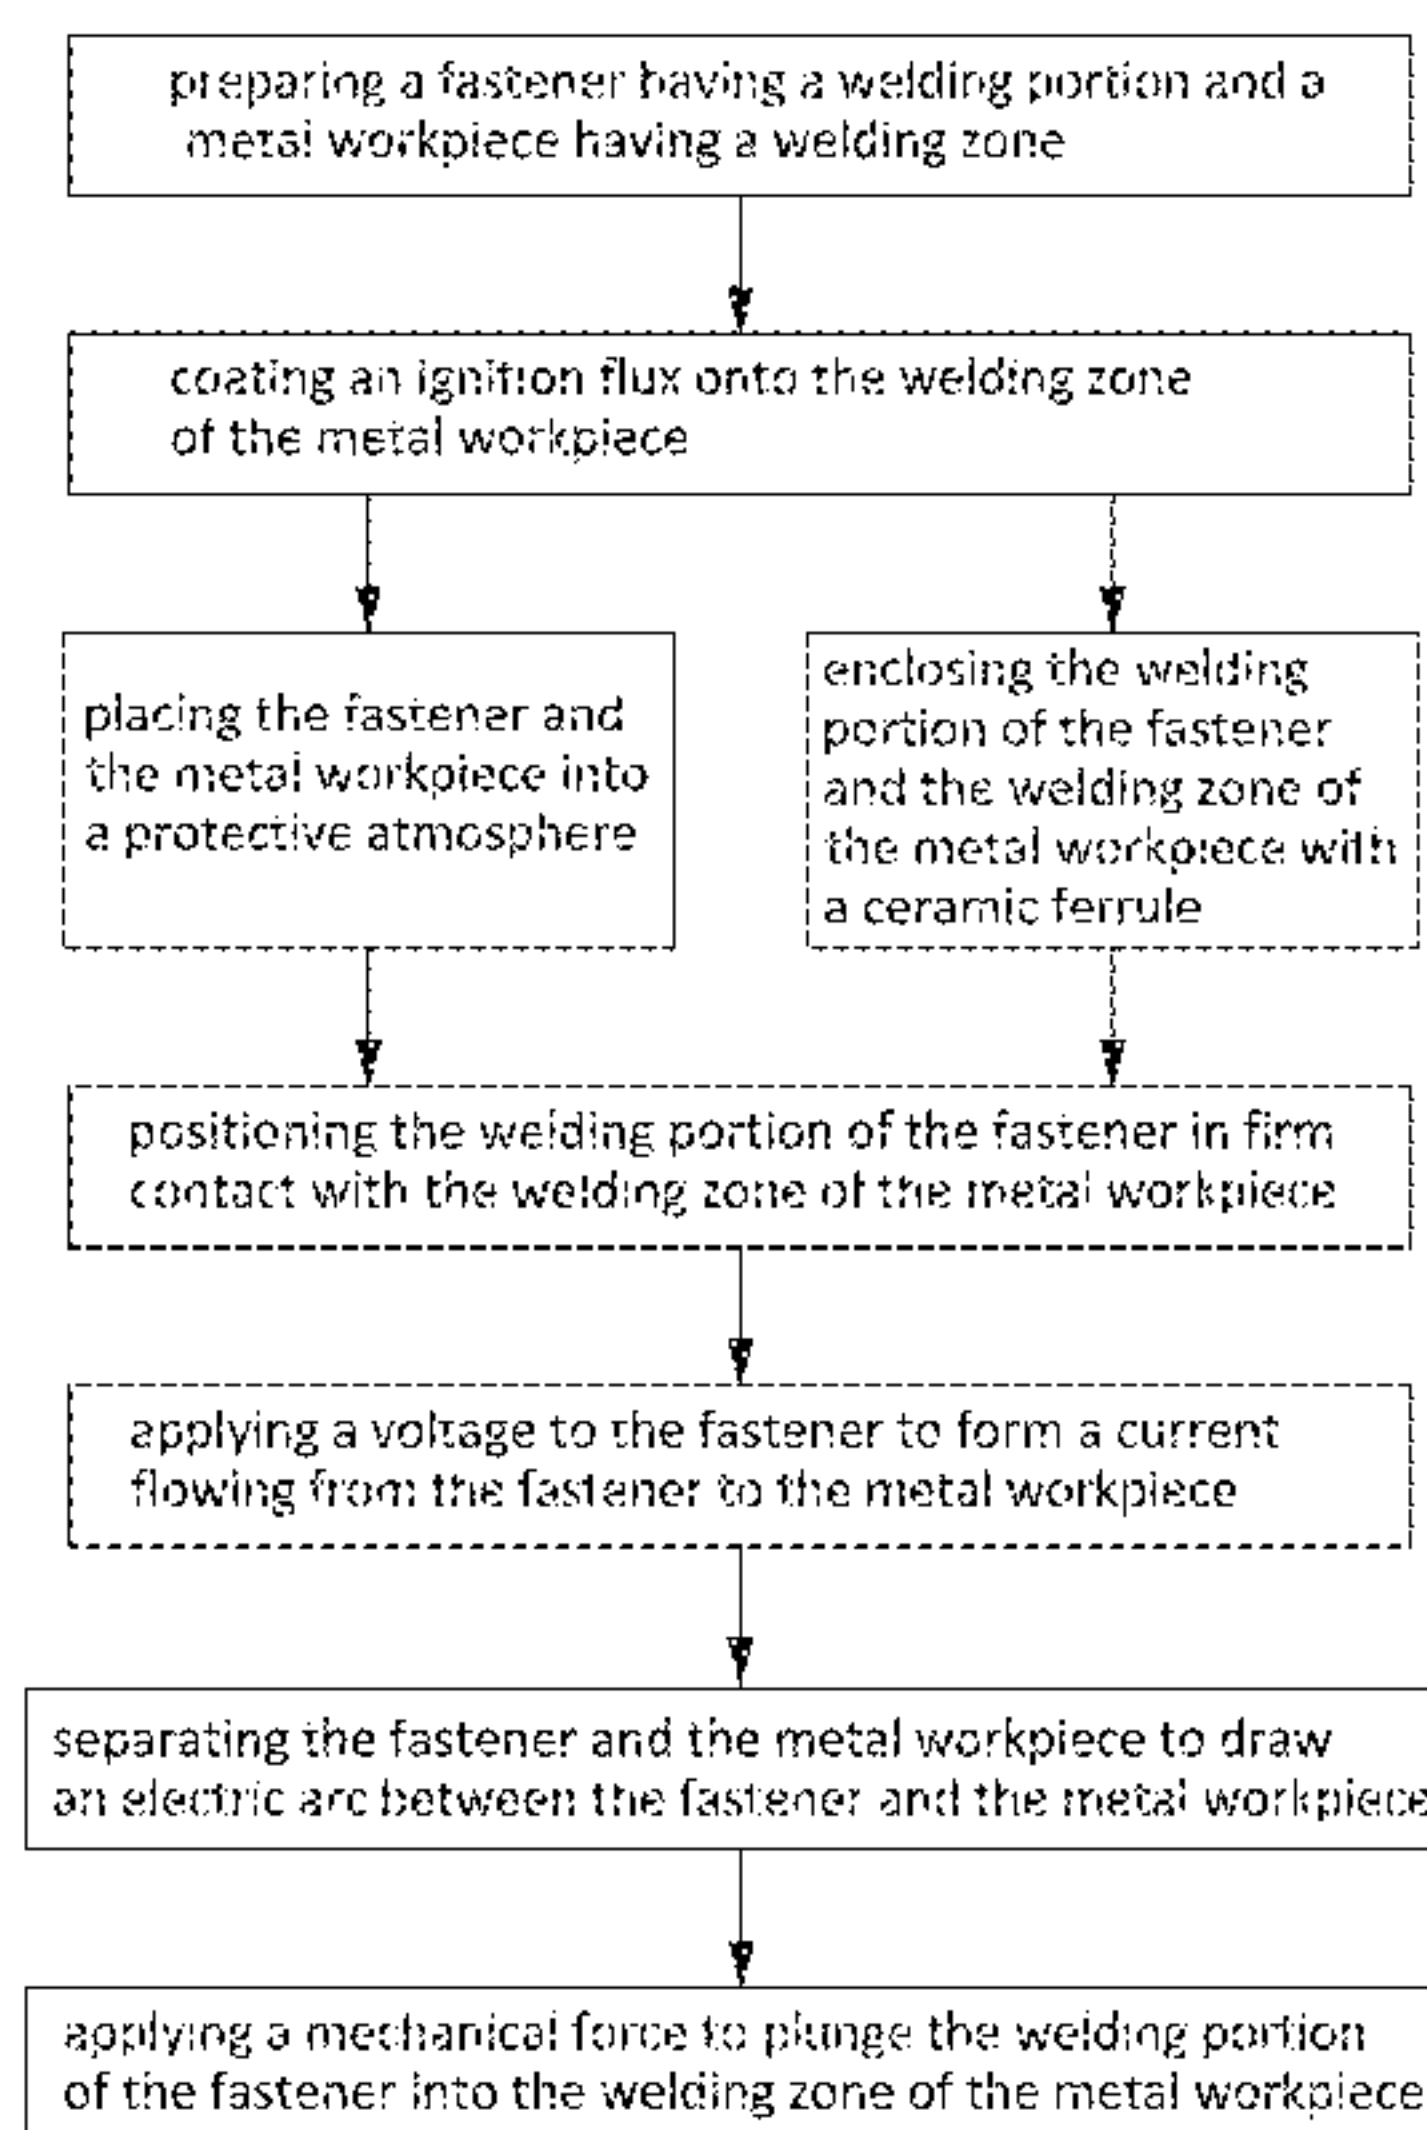 preparing a fastener having a welding portion and a
metal workpiece having a welding zone
coating an ignition flux onto the welding zone
of the metal workpiece
placing the fastener and
the metal workpiece into
a protective atmosphere
enclosing the welding
portion of the fastener
and the welding zone of
the metal workpiece with
a ceramic ferrule
positioning the welding portion of the fastener in firm
contact with the welding zone of the metal workpiece
applying a voltage to the fastener to form a current
flowing from the fastener to the metal workpiece
separating the fastener and the metal workpiece to draw
an electric arc between the fastener and the metal workpiece
applying a mechanical force to plunge the welding portion
of the fastener into the welding zone of the metal workpiece